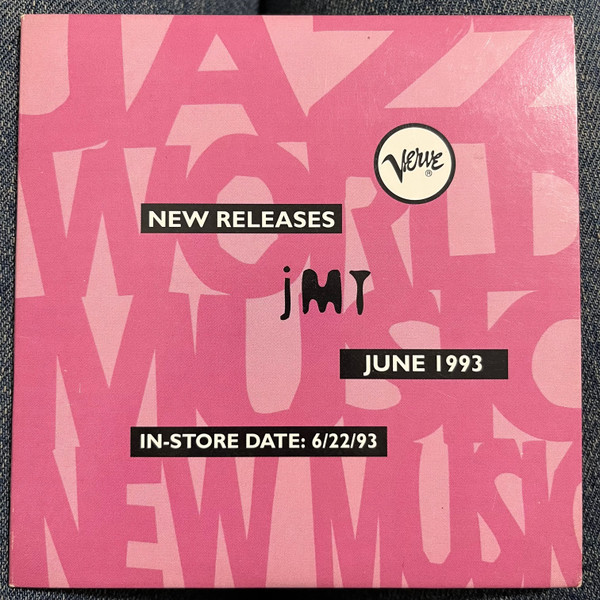 JAZZ
WORLD
MUSIC
NEW MUSIC
Verve
®
NEW RELEASES
jMT
JUNE 1993
IN-STORE DATE: 6/22/93